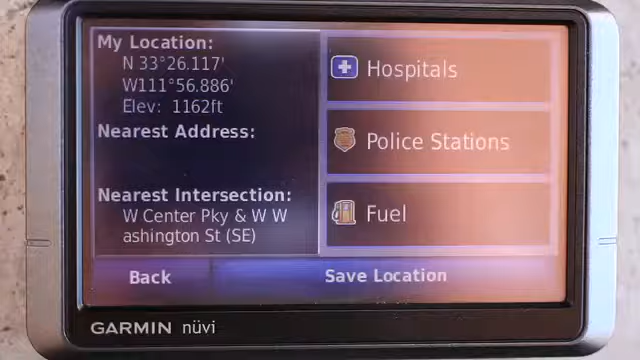 My Location:
N 33°26.117'
W111°56.886'
Elev: 1162ft
Nearest Address:
Nearest Intersection:
W Center Pky & W W
ashington St (SE)
Hospitals
Police Stations
Fuel
Back
Save Location
GARMIN nüvi